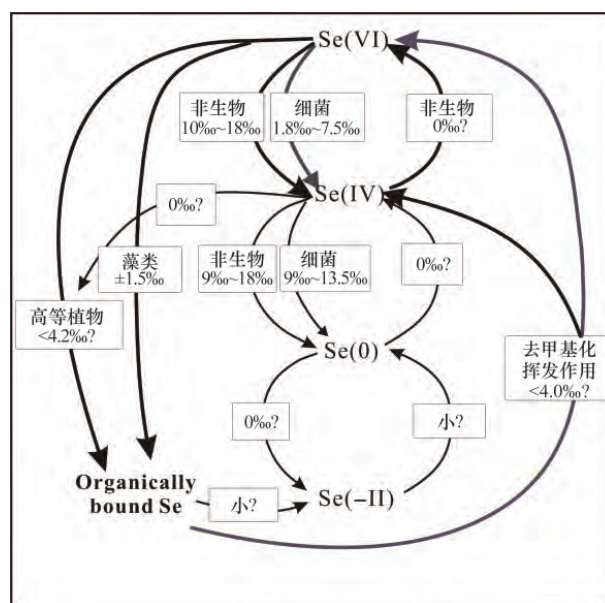 Se(VI)
非生物
10‰~18‰
细菌
1.8‰~7.5‰
非生物
0‰?
Se(IV)
0‰?
藻类
±1.5‰
非生物
9‰~18‰
细菌
9‰~13.5‰
0‰?
高等植物
<4.2‰?
Se(0)
去甲基化
挥发作用
<4.0‰?
0‰?
小?
Organically
bound Se
小?
Se(–II)